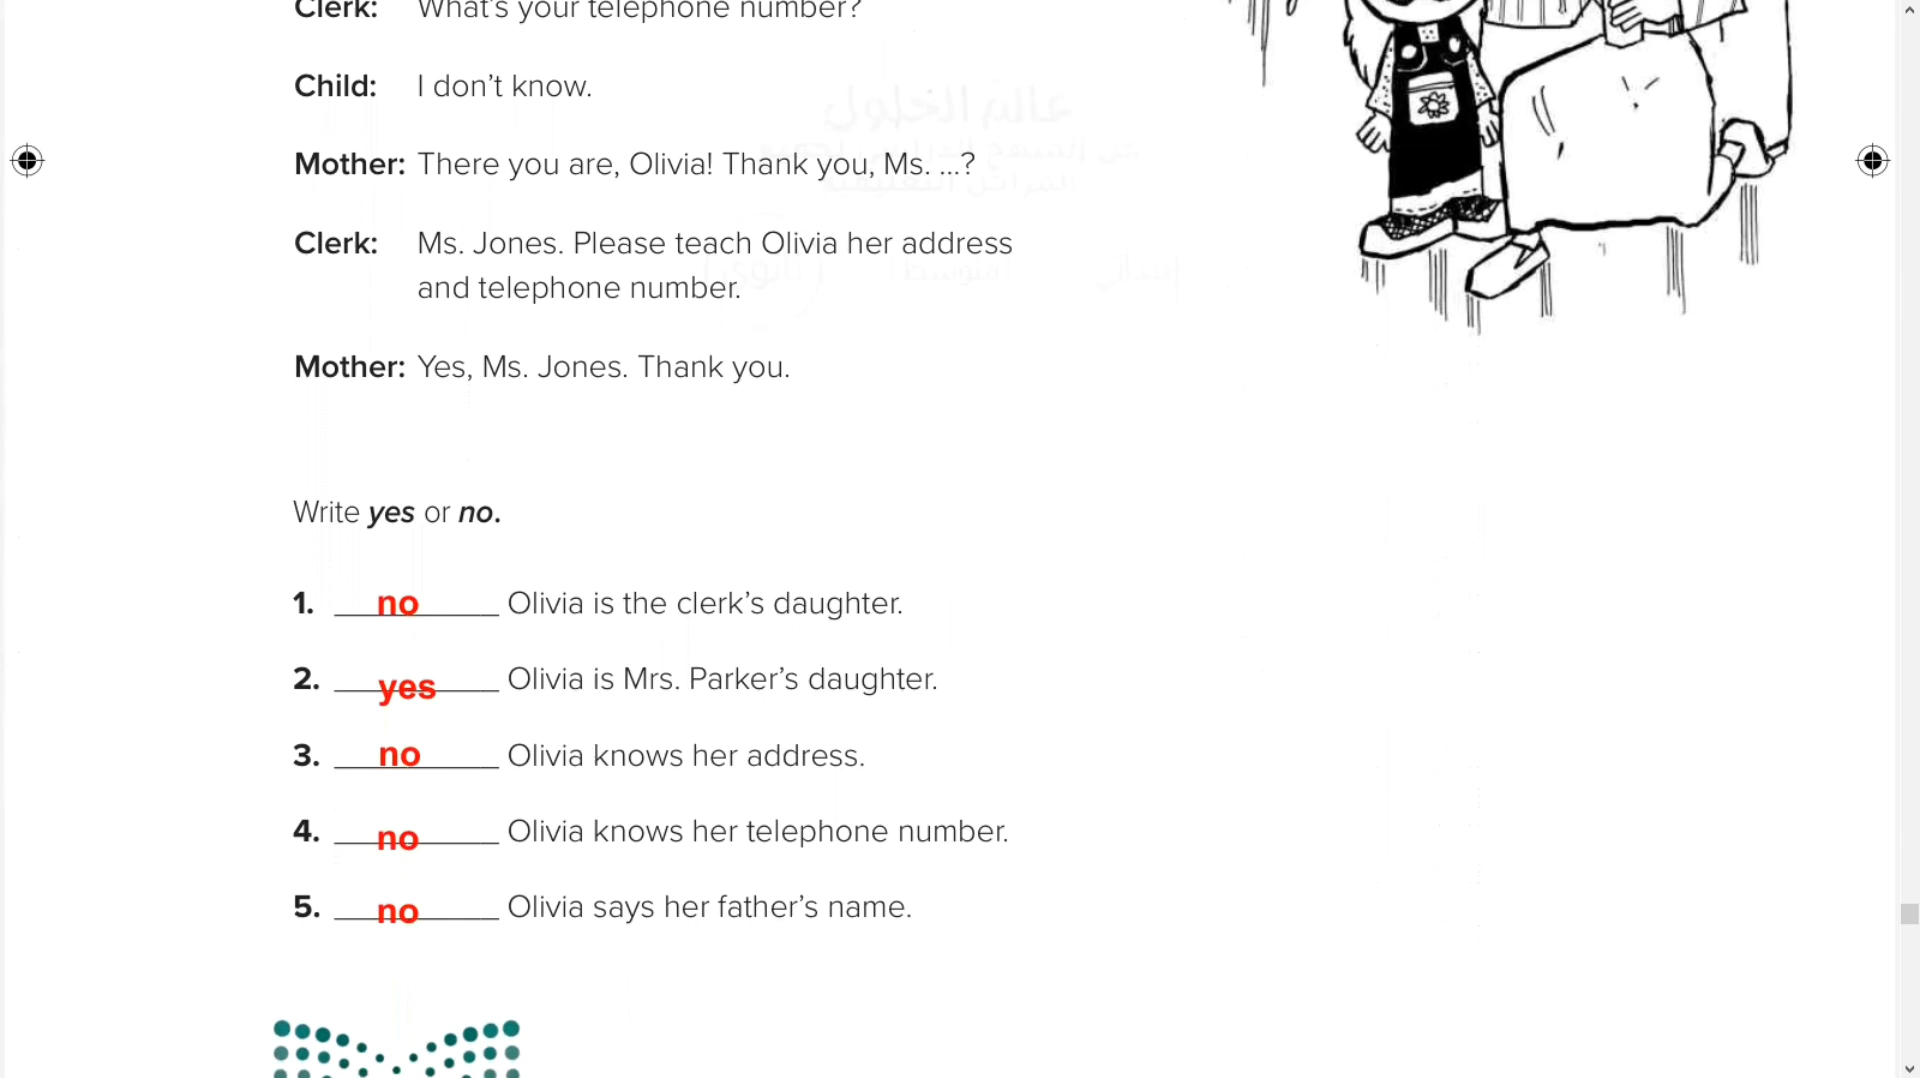 Clerk: What's your telephone number?
Child: I don't know.
Mother: There you are, Olivia! Thank you, Ms. ...?
Clerk: Ms. Jones. Please teach Olivia her address
and telephone number.
Mother: Yes, Ms. Jones. Thank you.
Write yes or no.
1. no Olivia is the clerk's daughter.
2. yes Olivia is Mrs. Parker's daughter.
3. no Olivia knows her address.
4. no Olivia knows her telephone number.
5. no Olivia says her father's name.